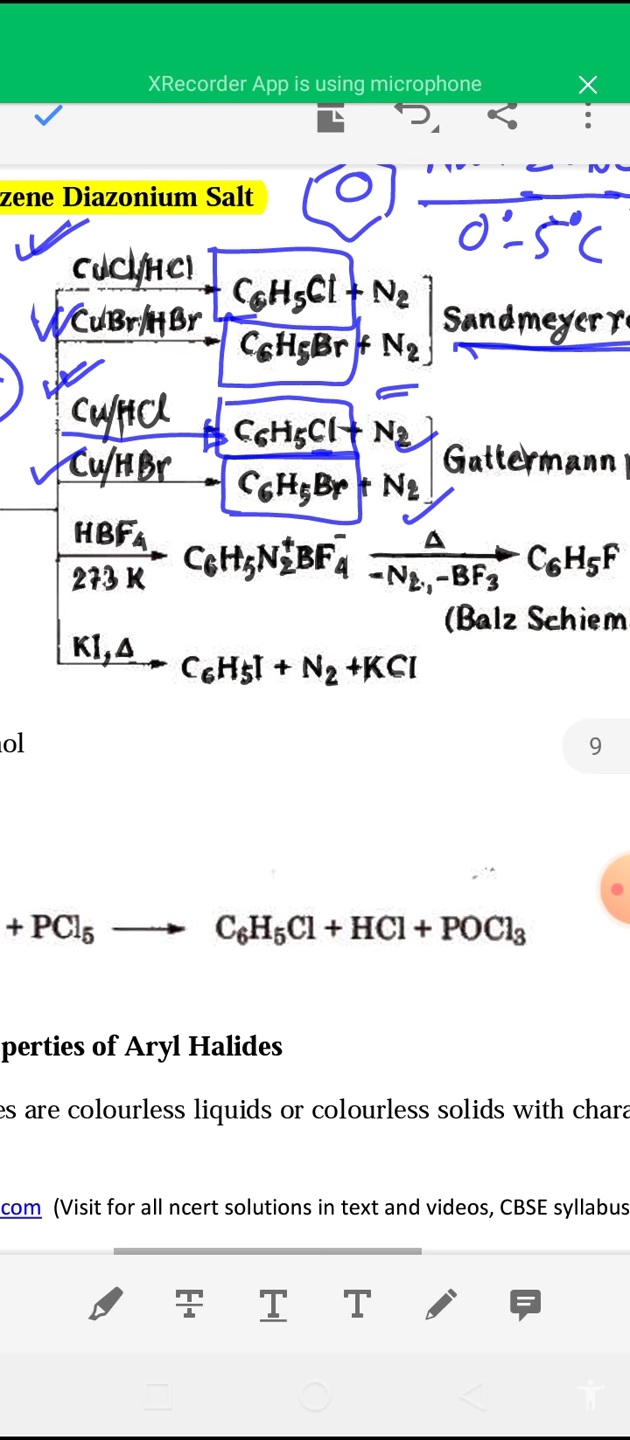 XRecorder App is using microphone
zene Diazonium Salt
0°-5°C
CuCl/HCl C₆H₅Cl + N₂
CuBr/HBr C₆H₅Br + N₂
Sandmeyer r
Cu/HCl C₆H₅Cl + N₂
Cu/HBr C₆H₅Br + N₂
Gattermann
HBF₄
273 K
C₆H₅N₂⁺BF₄⁻ Δ C₆H₅F
-N₂,-BF₃
(Balz Schiem
KI,Δ C₆H₅I + N₂ +KCl
nol
9
+ PCl₅ ⟶ C₆H₅Cl + HCl + POCl₃
perties of Aryl Halides
es are colourless liquids or colourless solids with chara
com (Visit for all ncert solutions in text and videos, CBSE syllabus
T T T